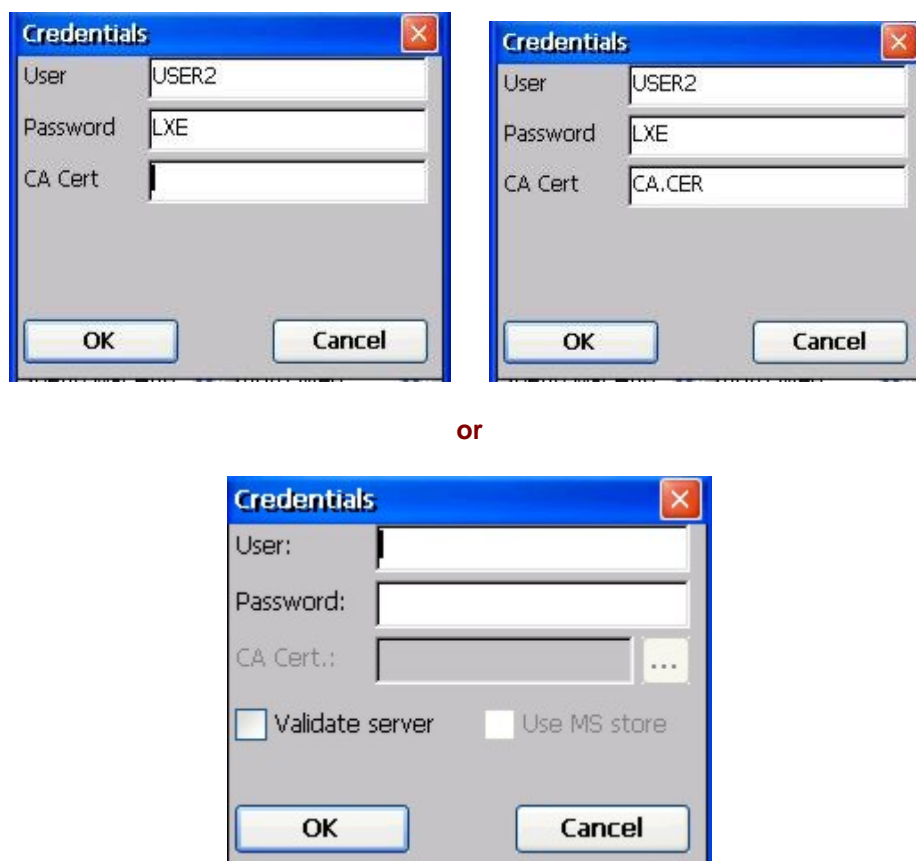 Credentials
User USER2
Password LXE
CA Cert
OK Cancel
Credentials
User USER2
Password LXE
CA Cert CA.CER
OK Cancel
or
Credentials
User:
Password:
CA Cert.: ...
Validate server Use MS store
OK Cancel